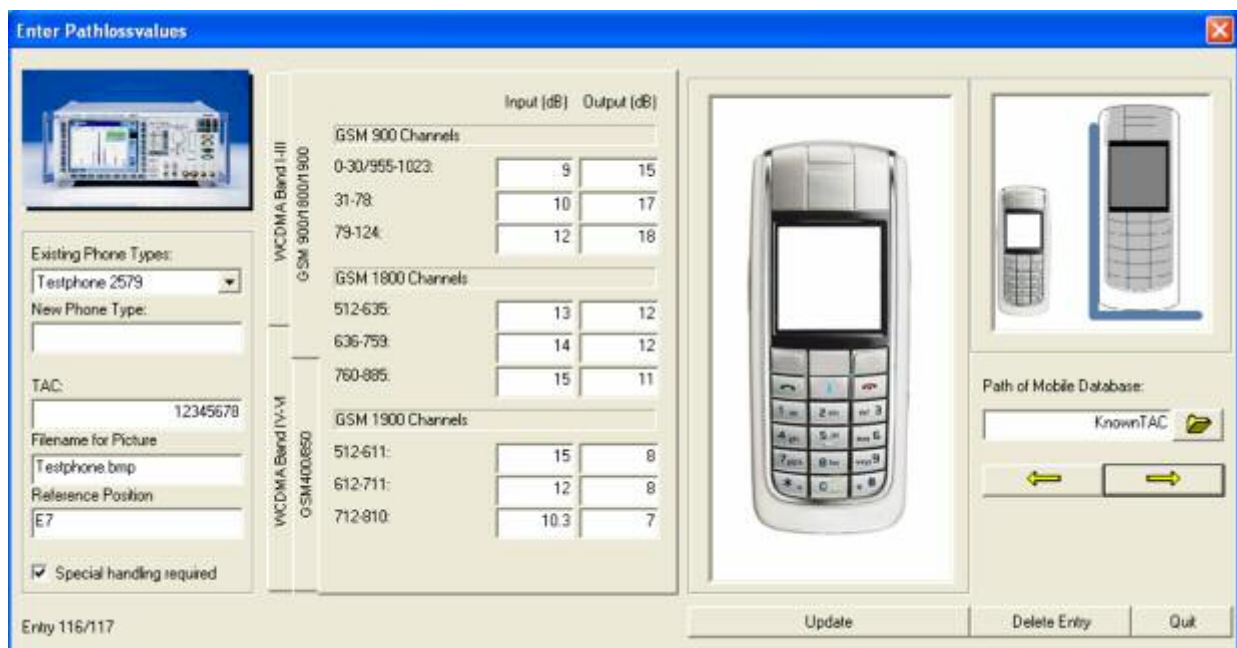 Enter Pathlossvalues
Existing Phone Types:
Testphone 2579
New Phone Type:
TAC:
12345678
Filename for Picture
Testphone.bmp
Reference Position
E7
Special handling required
Entry 116/117
WCDMA Band I-III
GSM 900/1800/1900
WCDMA Band IV-VI
GSM400/850
Input (dB) Output (dB)
GSM 900 Channels
0-30/955-1023: 9 15
31-78: 10 17
79-124: 12 18
GSM 1800 Channels
512-635: 13 12
636-759: 14 12
760-885: 15 11
GSM 1900 Channels
512-611: 15 8
612-711: 12 8
712-810: 10.3 7
Path of Mobile Database:
KnownTAC
Update
Delete Entry
Quit